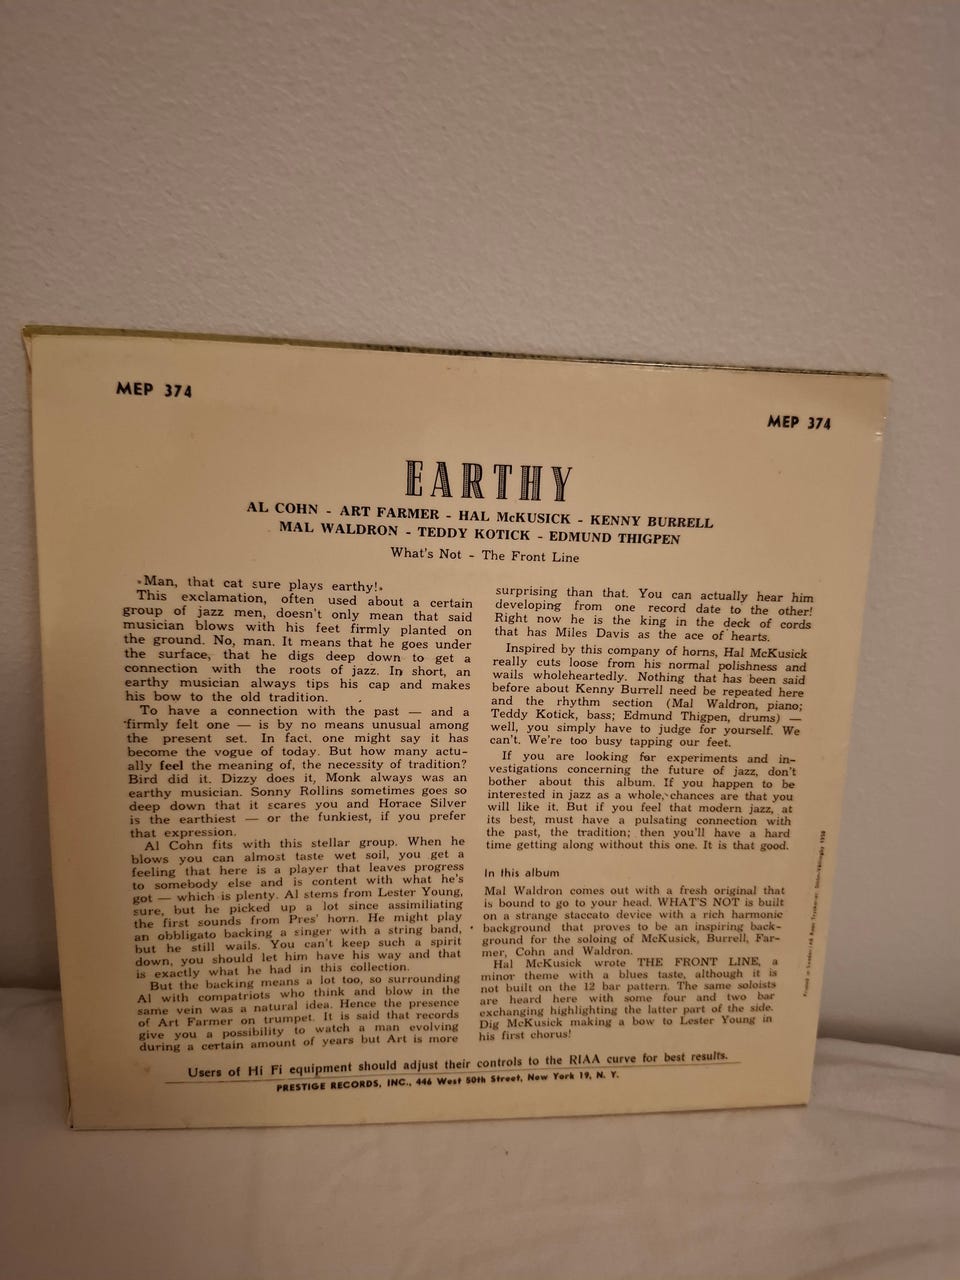 MEP 374
MEP 374
EARTHY
AL COHN - ART FARMER - HAL McKUSICK - KENNY BURRELL
MAL WALDRON - TEDDY KOTICK - EDMUND THIGPEN
What's Not - The Front Line
»Man, that cat sure plays earthy!»
This exclamation, often used about a certain
group of jazz men, doesn't only mean that said
musician blows with his feet firmly planted on
the ground. No, man. It means that he goes under
the surface, that he digs deep down to get a
connection with the roots of jazz. In short, an
earthy musician always tips his cap and makes
his bow to the old tradition.
To have a connection with the past — and a
firmly felt one — is by no means unusual among
the present set. In fact, one might say it has
become the vogue of today. But how many actu-
ally feel the meaning of, the necessity of tradition?
Bird did it. Dizzy does it, Monk always was an
earthy musician. Sonny Rollins sometimes goes so
deep down that it scares you and Horace Silver
is the earthiest — or the funkiest, if you prefer
that expression.
Al Cohn fits with this stellar group. When he
blows you can almost taste wet soil, you get a
feeling that here is a player that leaves progress
to somebody else and is content with what he's
got — which is plenty. Al stems from Lester Young,
sure, but he picked up a lot since assimiliating
the first sounds from Pres' horn. He might play
an obbligato backing a singer with a string band,
but he still wails. You can't keep such a spirit
down, you should let him have his way and that
is exactly what he had in this collection.
But the backing means a lot too, so surrounding
Al with compatriots who think and blow in the
same vein was a natural idea. Hence the presence
of Art Farmer on trumpet. It is said that records
give you a possibility to watch a man evolving
during a certain amount of years but Art is more
surprising than that. You can actually hear him
developing from one record date to the other!
Right now he is the king in the deck of cords
that has Miles Davis as the ace of hearts.
Inspired by this company of horns, Hal McKusick
really cuts loose from his normal polishness and
wails wholeheartedly. Nothing that has been said
before about Kenny Burrell need be repeated here
and the rhythm section (Mal Waldron, piano;
Teddy Kotick, bass; Edmund Thigpen, drums) —
well, you simply have to judge for yourself. We
can't. We're too busy tapping our feet.
If you are looking for experiments and in-
vestigations concerning the future of jazz, don't
bother about this album. If you happen to be
interested in jazz as a whole, chances are that you
will like it. But if you feel that modern jazz, at
its best, must have a pulsating connection with
the past, the tradition; then you'll have a hard
time getting along without this one. It is that good.
In this album
Mal Waldron comes out with a fresh original that
is bound to go to your head. WHAT'S NOT is built
on a strange staccato device with a rich harmonic
background that proves to be an inspiring back-
ground for the soloing of McKusick, Burrell, Far-
mer, Cohn and Waldron.
Hal McKusick wrote THE FRONT LINE, a
minor theme with a blues taste, although it is
not built on the 12 bar pattern. The same soloists
are heard here with some four and two bar
exchanging highlighting the latter part of the side.
Dig McKusick making a bow to Lester Young in
his first chorus!
Users of Hi Fi equipment should adjust their controls to the RIAA curve for best results.
PRESTIGE RECORDS, INC., 446 West 50th Street, New York 19, N. Y.